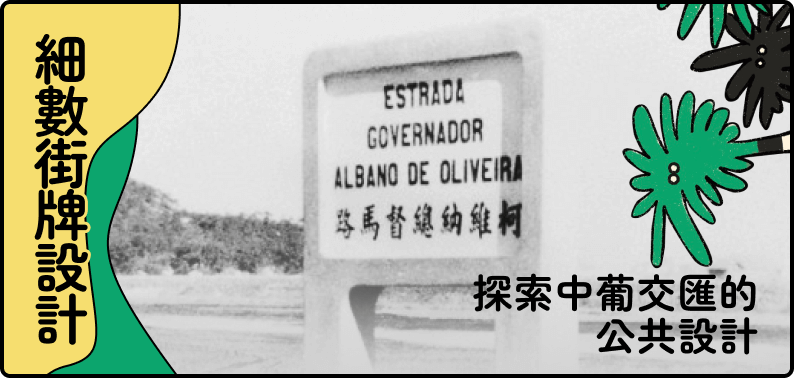 細數街牌設計
ESTRADA
GOVERNADOR
ALBANO DE OLIVEIRA
路馬督總納維柯
探索中葡交匯的
公共設計